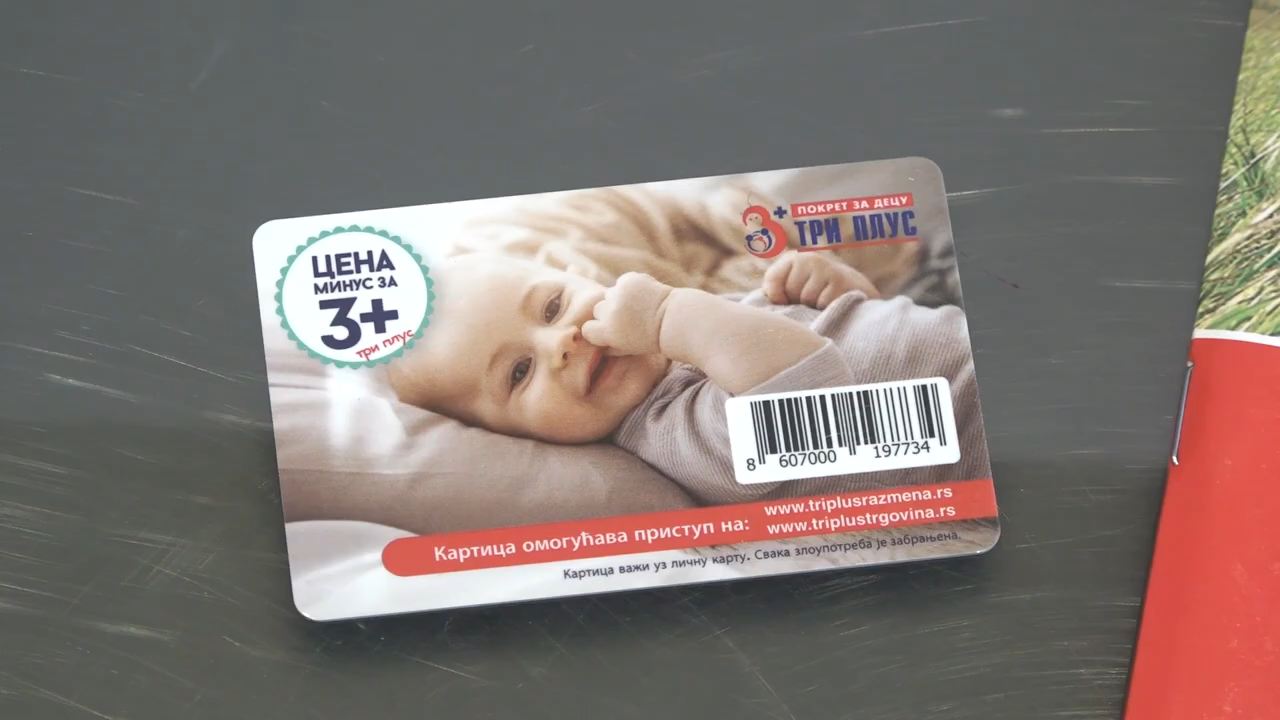 ЦЕНА
МИНУС ЗА
3+
три плус
3+
ПОКРЕТ ЗА ДЕЦУ
ТРИ ПЛУС
8 607000 197734
Картица омогућава приступ на:
www.triplusrazmena.rs
www.triplustrgovina.rs
Картица важи уз личну карту. Свака злоупотреба је забрањена.